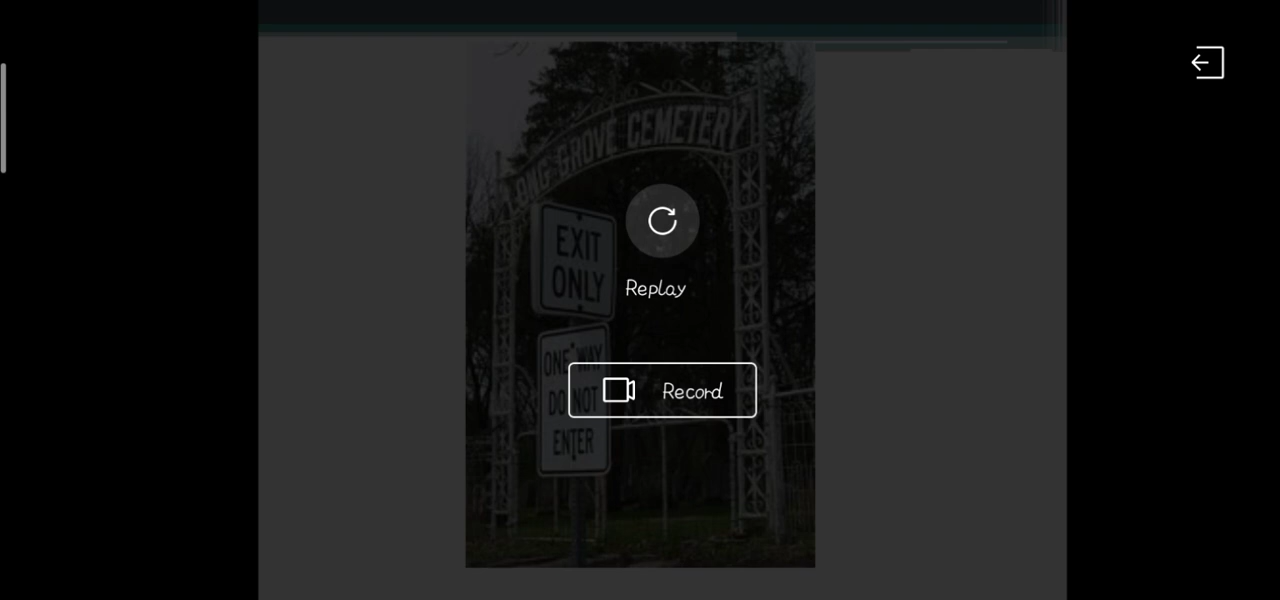 LONG GROVE CEMETERY
EXIT
ONLY
Replay
ONE WAY
DO NOT
ENTER
Record